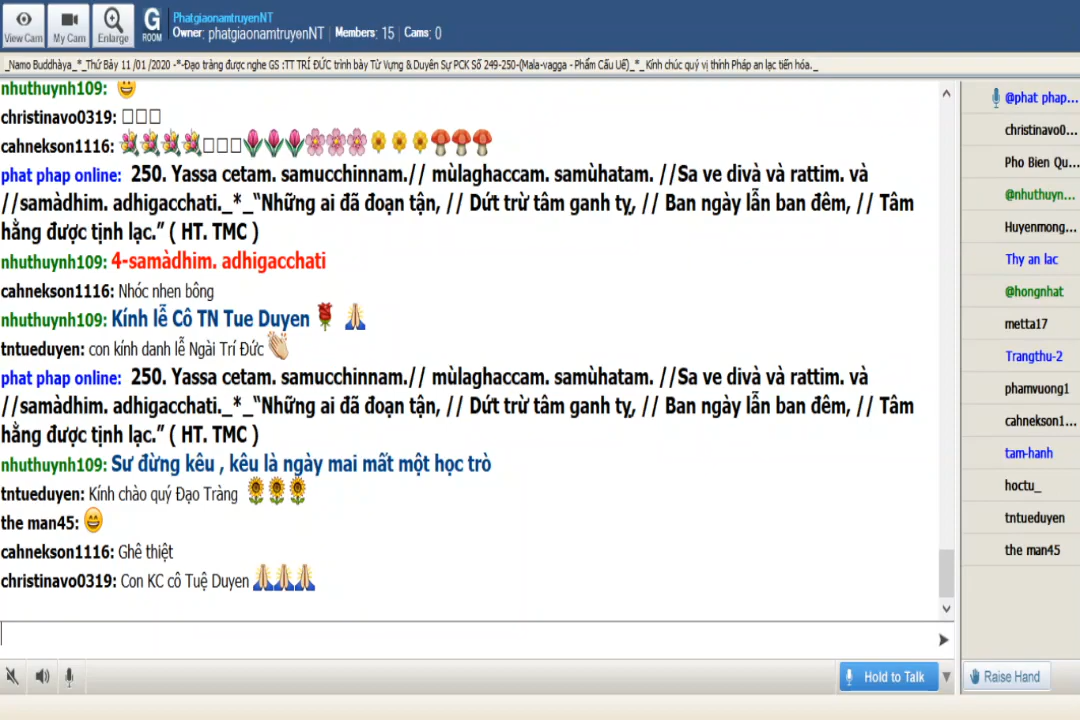 View Cam
My Cam
Enlarge
G
ROOM
PhatgiaonamtruyenNT
Owner: phatgiaonamtruyenNT | Members: 15 | Cams: 0
_Namo Buddhàya_*_Thứ Bảy 11 /01 /2020 -*-Đạo tràng được nghe GS :TT TRÍ ĐỨC trình bày Từ Vựng & Duyên Sự PCK Số 249-250-(Mala-vagga - Phẩm Cấu Uế)_*_ Kính chúc quý vị thính Pháp an lạc tiến hóa._
nhuthuynh109:
christinavo0319: □□□
cahnekson1116: □□□
phat phap online: 250. Yassa cetam. samucchinnam.// mùlaghaccam. samùhatam. //Sa ve divà và rattim. và
//samàdhim. adhigacchati._*_“Những ai đã đoạn tận, // Dứt trừ tâm ganh tỵ, // Ban ngày lẫn ban đêm, // Tâm
hằng được tịnh lạc.” ( HT. TMC )
nhuthuynh109: 4-samàdhim. adhigacchati
cahnekson1116: Nhóc nhen bông
nhuthuynh109: Kính lễ Cô TN Tue Duyen
tntueduyen: con kính danh lễ Ngài Trí Đức
phat phap online: 250. Yassa cetam. samucchinnam.// mùlaghaccam. samùhatam. //Sa ve divà và rattim. và
//samàdhim. adhigacchati._*_“Những ai đã đoạn tận, // Dứt trừ tâm ganh tỵ, // Ban ngày lẫn ban đêm, // Tâm
hằng được tịnh lạc.” ( HT. TMC )
nhuthuynh109: Sư đừng kêu , kêu là ngày mai mất một học trò
tntueduyen: Kính chào quý Đạo Tràng
the man45:
cahnekson1116: Ghê thiệt
christinavo0319: Con KC cô Tuệ Duyen
@phat phap...
christinavo0...
Pho Bien Qu...
@nhuthuyn...
Huyenmong...
Thy an lac
@hongnhat
metta17
Trangthu-2
phamvuong1
cahnekson1...
tam-hanh
hoctu_
tntueduyen
the man45
Hold to Talk
Raise Hand